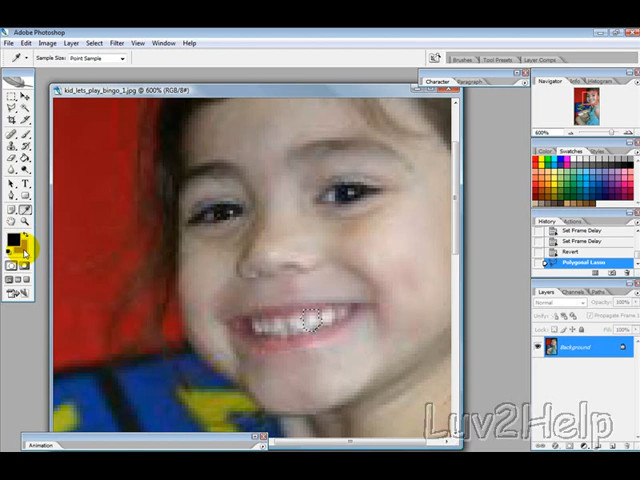 Adobe Photoshop
File Edit Image Layer Select Filter View Window Help
Sample Size: Point Sample
Brushes Tool Presets Layer Comps
Character Paragraph
kid_lets_play_bingo_1.jpg @ 600% (RGB/8#)
Navigator Info Histogram
600%
Color Swatches Styles
History Actions
Set Frame Delay
Set Frame Delay
Revert
Polygonal Lasso
Layers Channels Paths
Normal Opacity: 100%
Unify: Propagate Frame 1
Lock: Fill: 100%
Background
Luv2Help
Animation